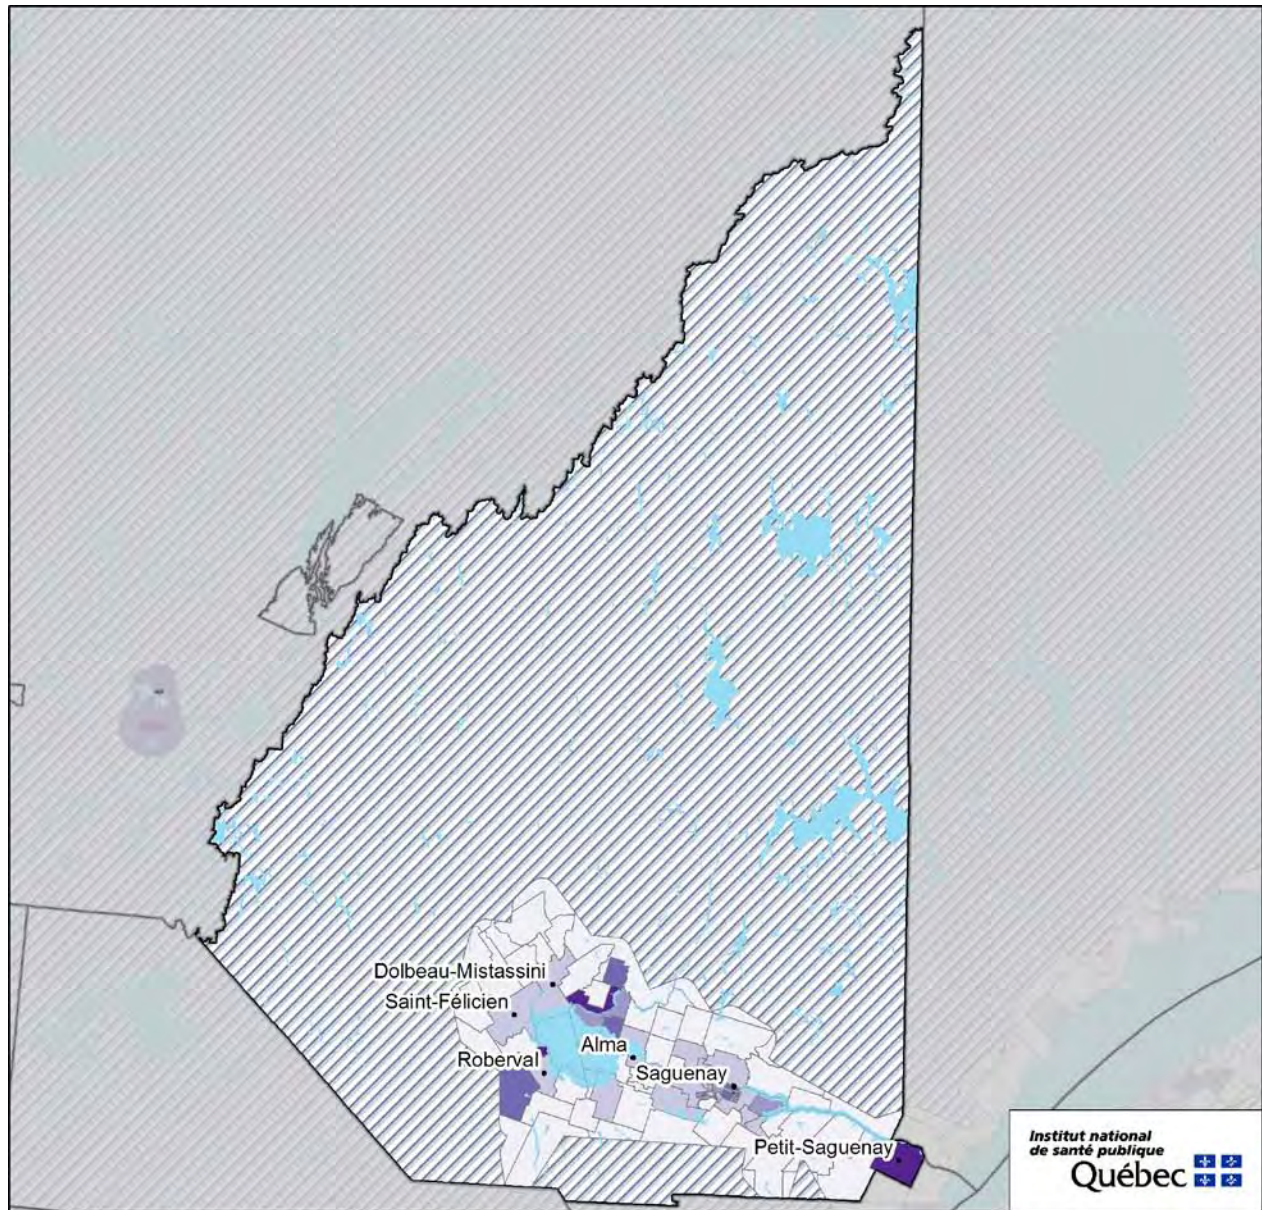 Dolbeau-Mistassini
Saint-Félicien
Alma
Roberval
Saguenay
Petit-Saguenay
Institut national
de santé publique
Québec